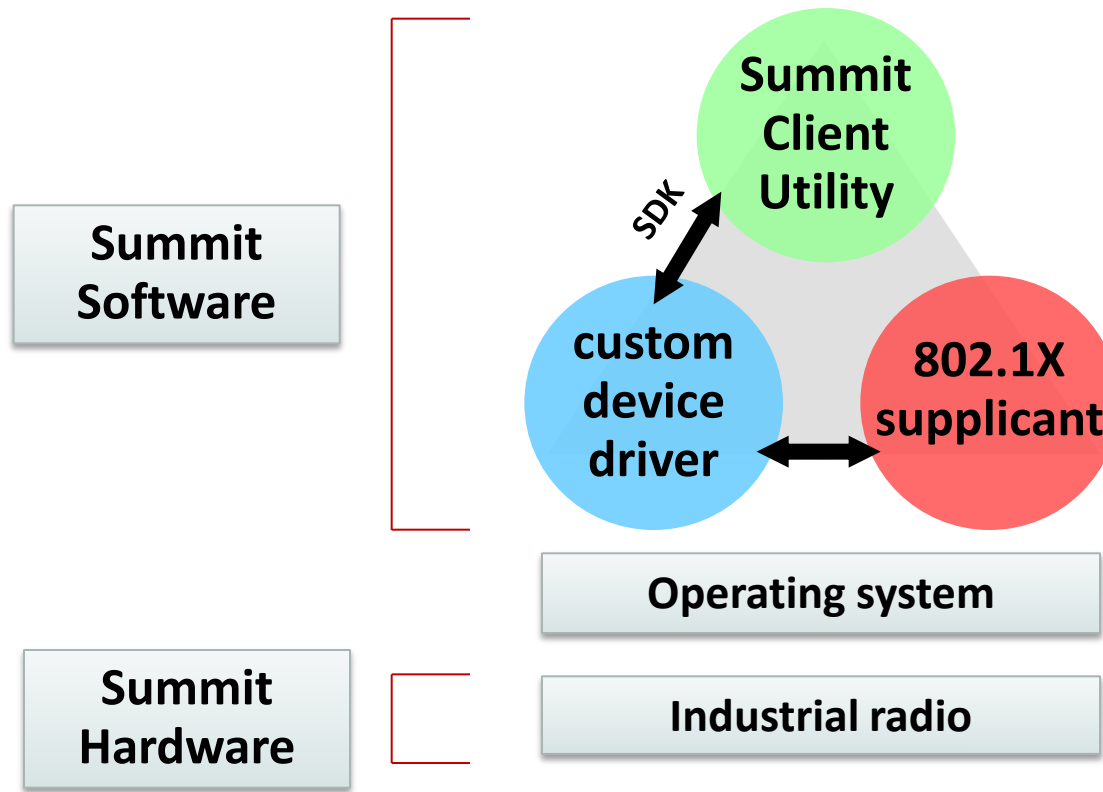 Summit
Client
Utility
SDK
Summit
Software
custom
device
driver
802.1X
supplicant
Operating system
Summit
Hardware
Industrial radio